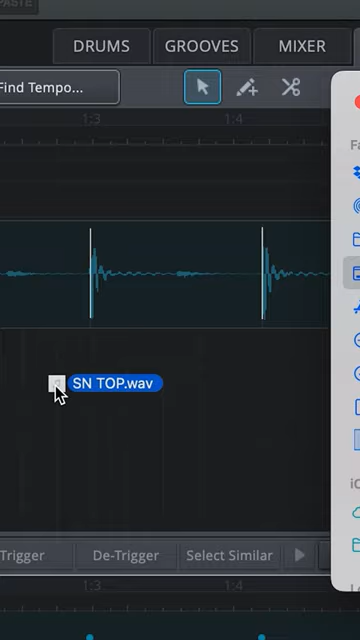 PASTE
DRUMS GROOVES MIXER
Find Tempo...
1:3 1:4
SN TOP.wav
Trigger De-Trigger Select Similar
1:3 1:4